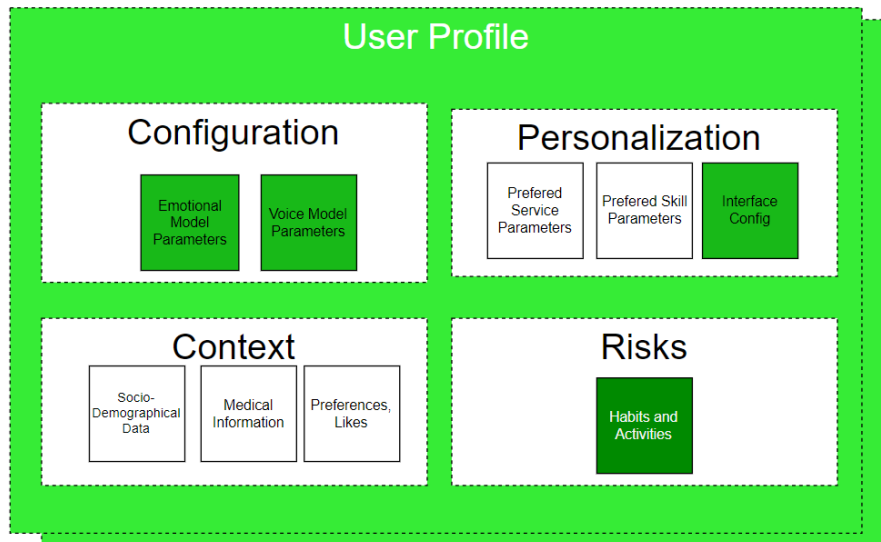 User Profile
Configuration
Emotional
Model
Parameters
Voice Model
Parameters
Personalization
Prefered
Service
Parameters
Prefered Skill
Parameters
Interface
Config
Context
Socio-
Demographical
Data
Medical
Information
Preferences,
Likes
Risks
Habits and
Activities